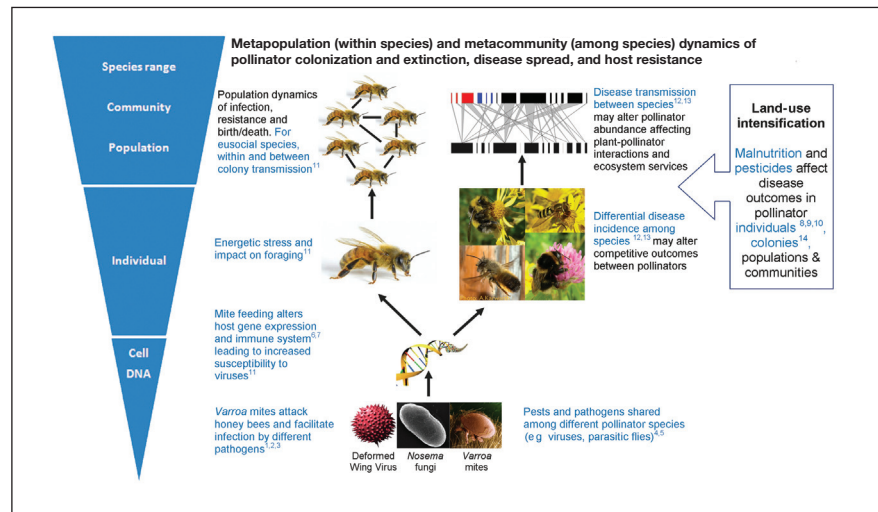 Metapopulation (within species) and metacommunity (among species) dynamics of
pollinator colonization and extinction, disease spread, and host resistance
Species range
Community
Population
Individual
Cell
DNA
Population dynamics
of infection,
resistance and
birth/death. For
eusocial species,
within and between
colony transmission11
Disease transmission
between species12,13
may alter pollinator
abundance affecting
plant-pollinator
interactions and
ecosystem services
Land-use
intensification
Malnutrition and
pesticides affect
disease
outcomes in
pollinator
individuals 6,9,10,
colonies14,
populations &
communities
Energetic stress and
impact on foraging11
Differential disease
incidence among
species 12,13 may alter
competitive outcomes
between pollinators
Mite feeding alters
host gene expression
and immune system6,7
leading to increased
susceptibility to
viruses11
Varroa mites attack
honey bees and facilitate
infection by different
pathogens1,2,3
Deformed
Wing Virus
Nosema
fungi
Varroa
mites
Pests and pathogens shared
among different pollinator species
(e g viruses, parasitic flies)4,5